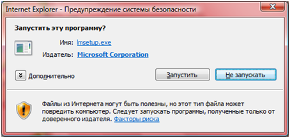 Internet Explorer - Предупреждение системы безопасности
Запустить эту программу?
Имя: lmsetup.exe
Издатель: Microsoft Corporation
Дополнительно
Запустить
Не запускать
Файлы из Интернета могут быть полезны, но этот тип файла может
повредить компьютер. Следует запускать программы, полученные только от
доверенного издателя. Факторы риска